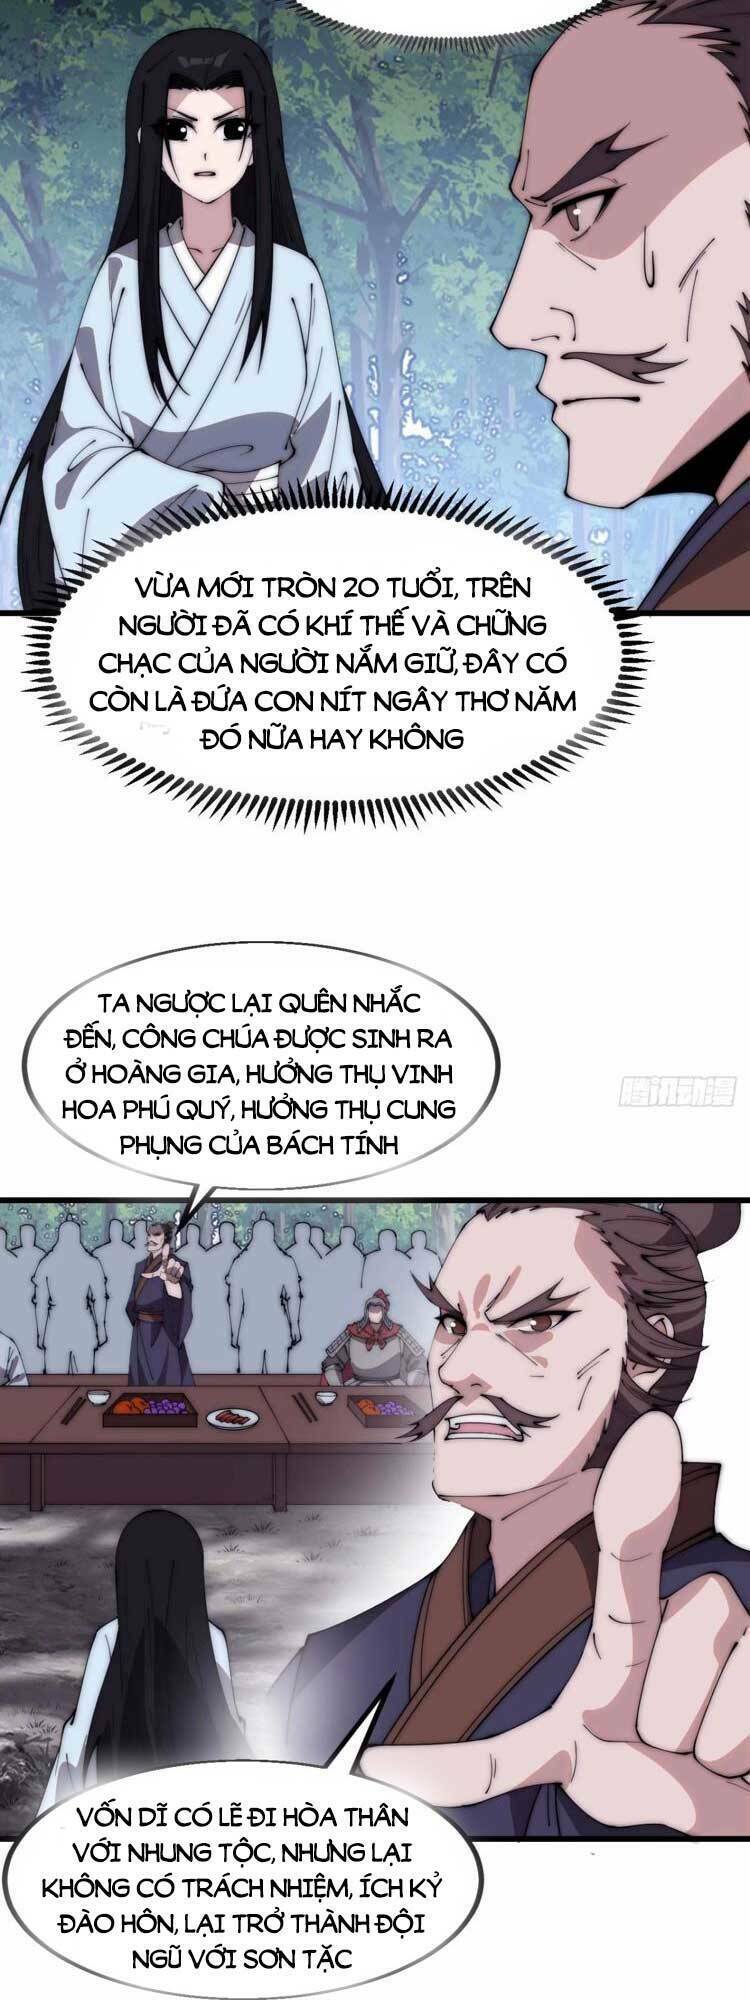 VỪA MỚI TRÒN 20 TUỔI, TRÊN
NGƯỜI ĐÃ CÓ KHÍ THẾ VÀ CHỮNG
CHẠC CỦA NGƯỜI NẮM GIỮ, ĐÂY CÓ
CÒN LÀ ĐỨA CON NÍT NGÂY THƠ NĂM
ĐÓ NỮA HAY KHÔNG
TA NGƯỢC LẠI QUÊN NHẮC
ĐẾN, CÔNG CHÚA ĐƯỢC SINH RA
Ở HOÀNG GIA, HƯỞNG THỤ VINH
HOA PHÚ QUÝ, HƯỞNG THỤ CUNG
PHỤNG CỦA BÁCH TÍNH
腾讯动漫
VỐN DĨ CÓ LẼ ĐI HÒA THÂN
VỚI NHUNG TỘC, NHƯNG LẠI
KHÔNG CÓ TRÁCH NHIỆM, ÍCH KỶ
ĐÀO HÔN, LẠI TRỞ THÀNH ĐỘI
NGŨ VỚI SƠN TẶC